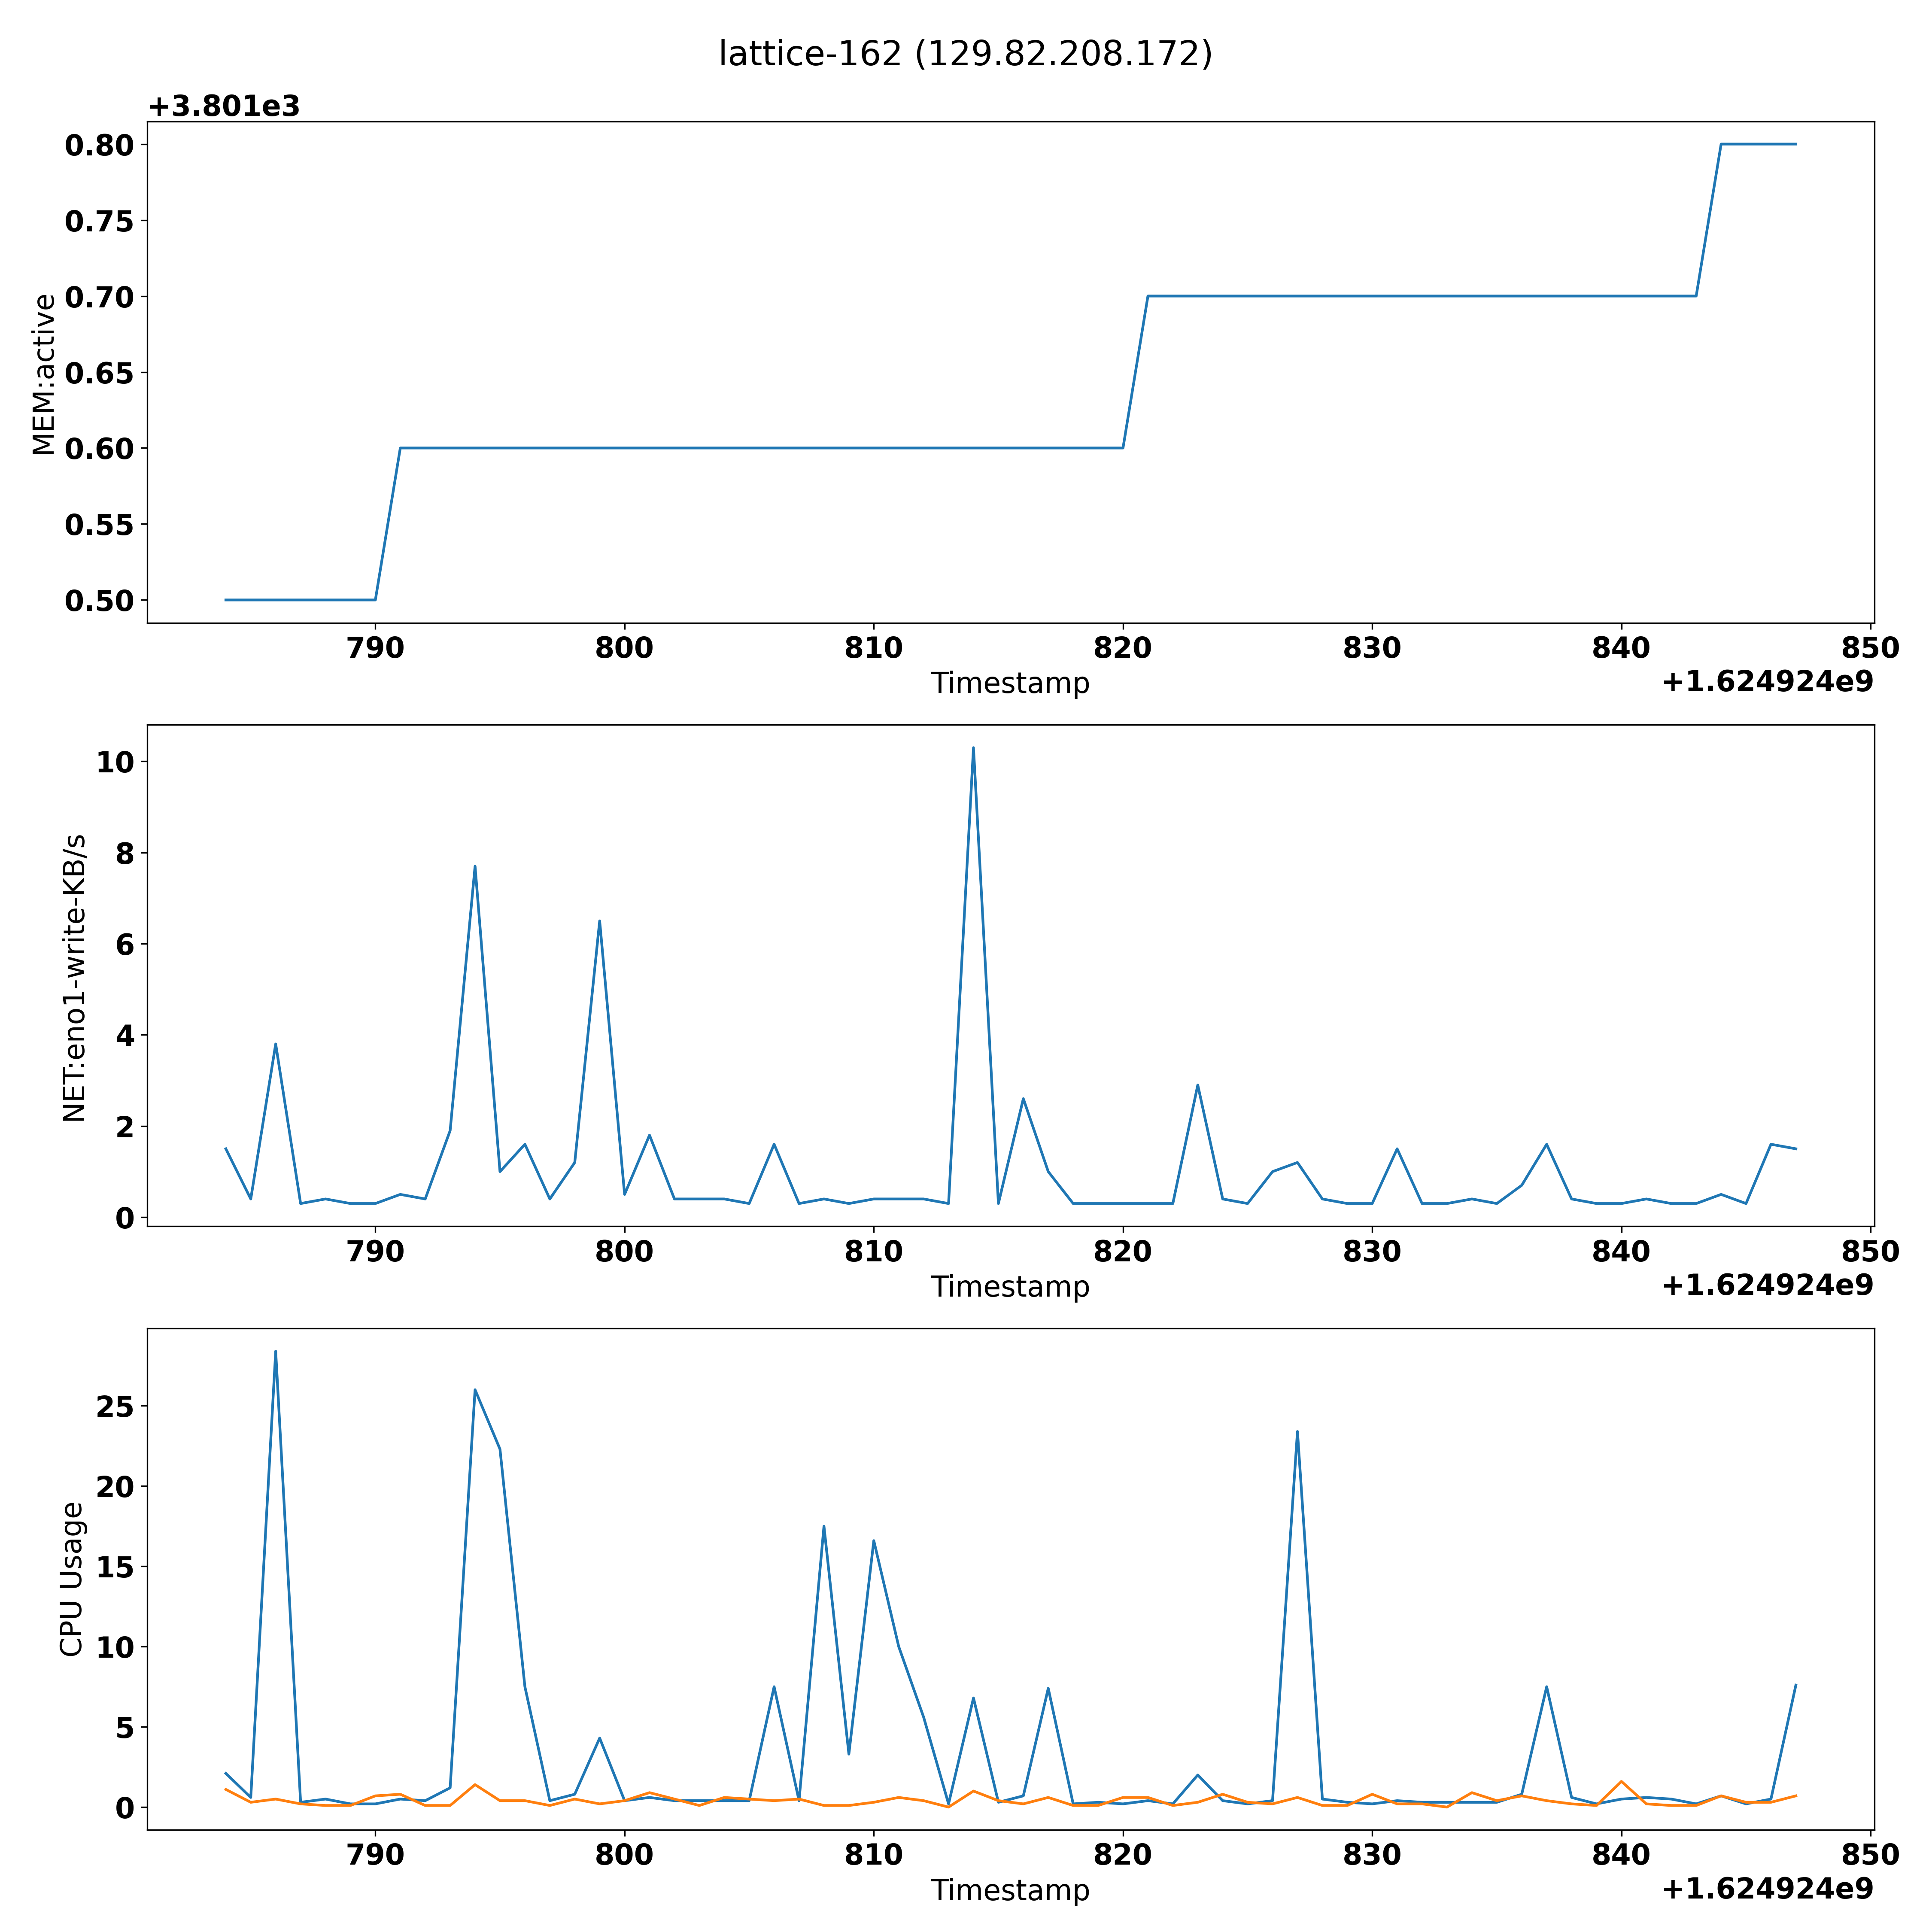 lattice-162 (129.82.208.172)
+3.801e3
0.80
0.75
0.70
0.65
0.60
0.55
0.50
MEM:active
790 800 810 820 830 840 850
Timestamp
+1.624924e9
10
8
6
4
2
0
NET:eno1-write-KB/s
790 800 810 820 830 840 850
Timestamp
+1.624924e9
25
20
15
10
5
0
CPU Usage
790 800 810 820 830 840 850
Timestamp
+1.624924e9